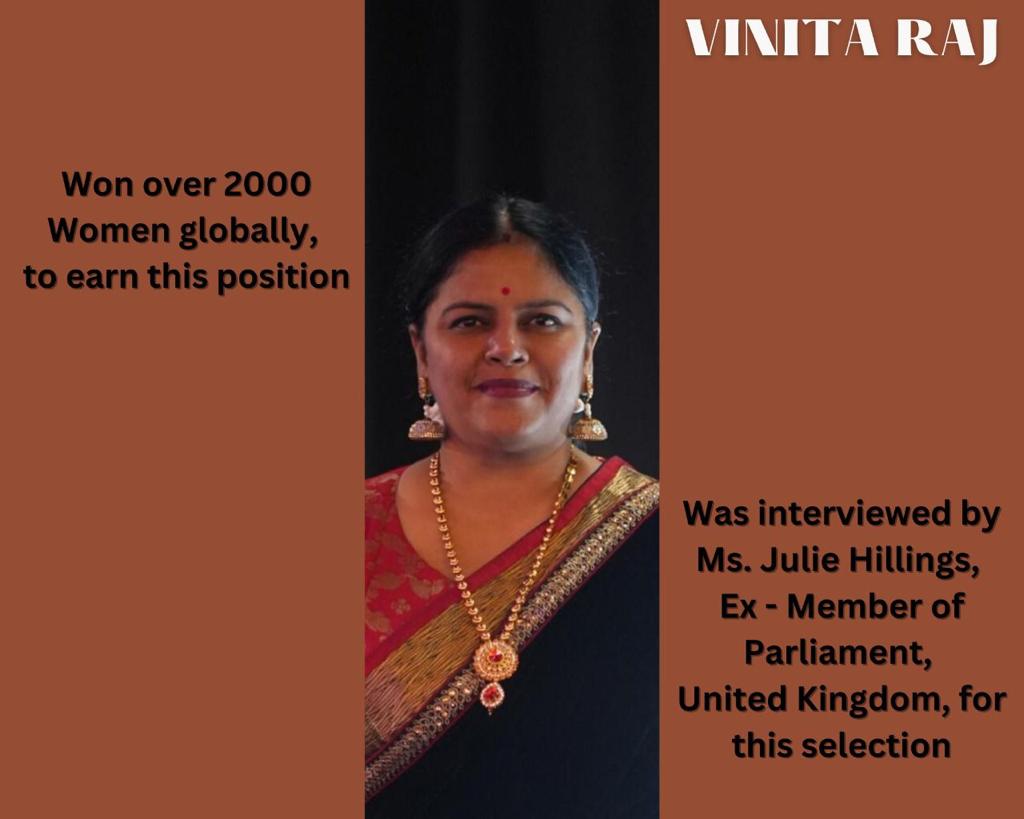 VINITA RAJ
Won over 2000
Women globally,
to earn this position
Was interviewed by
Ms. Julie Hillings,
Ex - Member of
Parliament,
United Kingdom, for
this selection